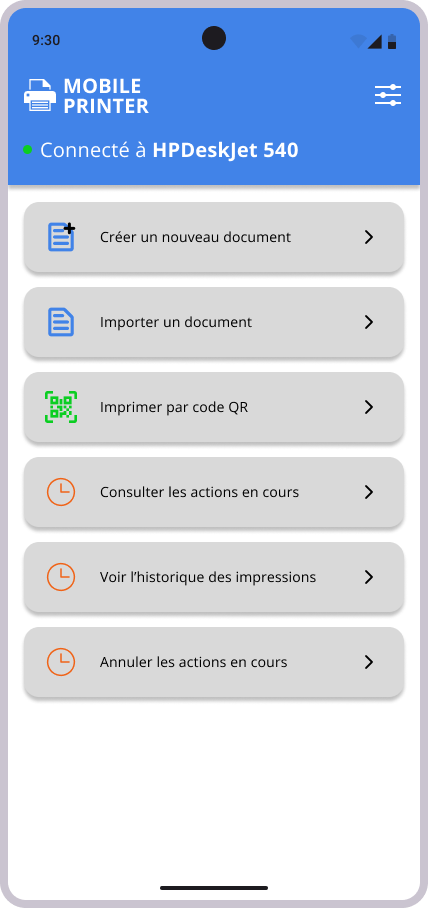 9:30
MOBILE
PRINTER
Connecté à HPDeskJet 540
Créer un nouveau document
Importer un document
Imprimer par code QR
Consulter les actions en cours
Voir l’historique des impressions
Annuler les actions en cours